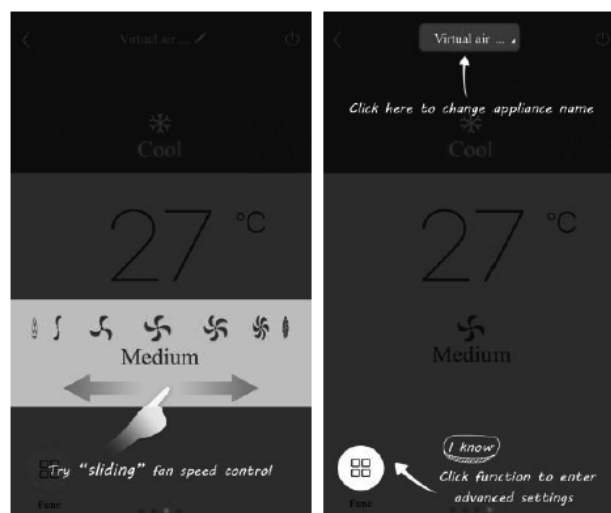 Virtual air ...
Cool
27 °C
Medium
Try "sliding" fan speed control
Func
Virtual air ...
Click here to change appliance name
Cool
27 °C
Medium
I know
Click function to enter
advanced settings
Func